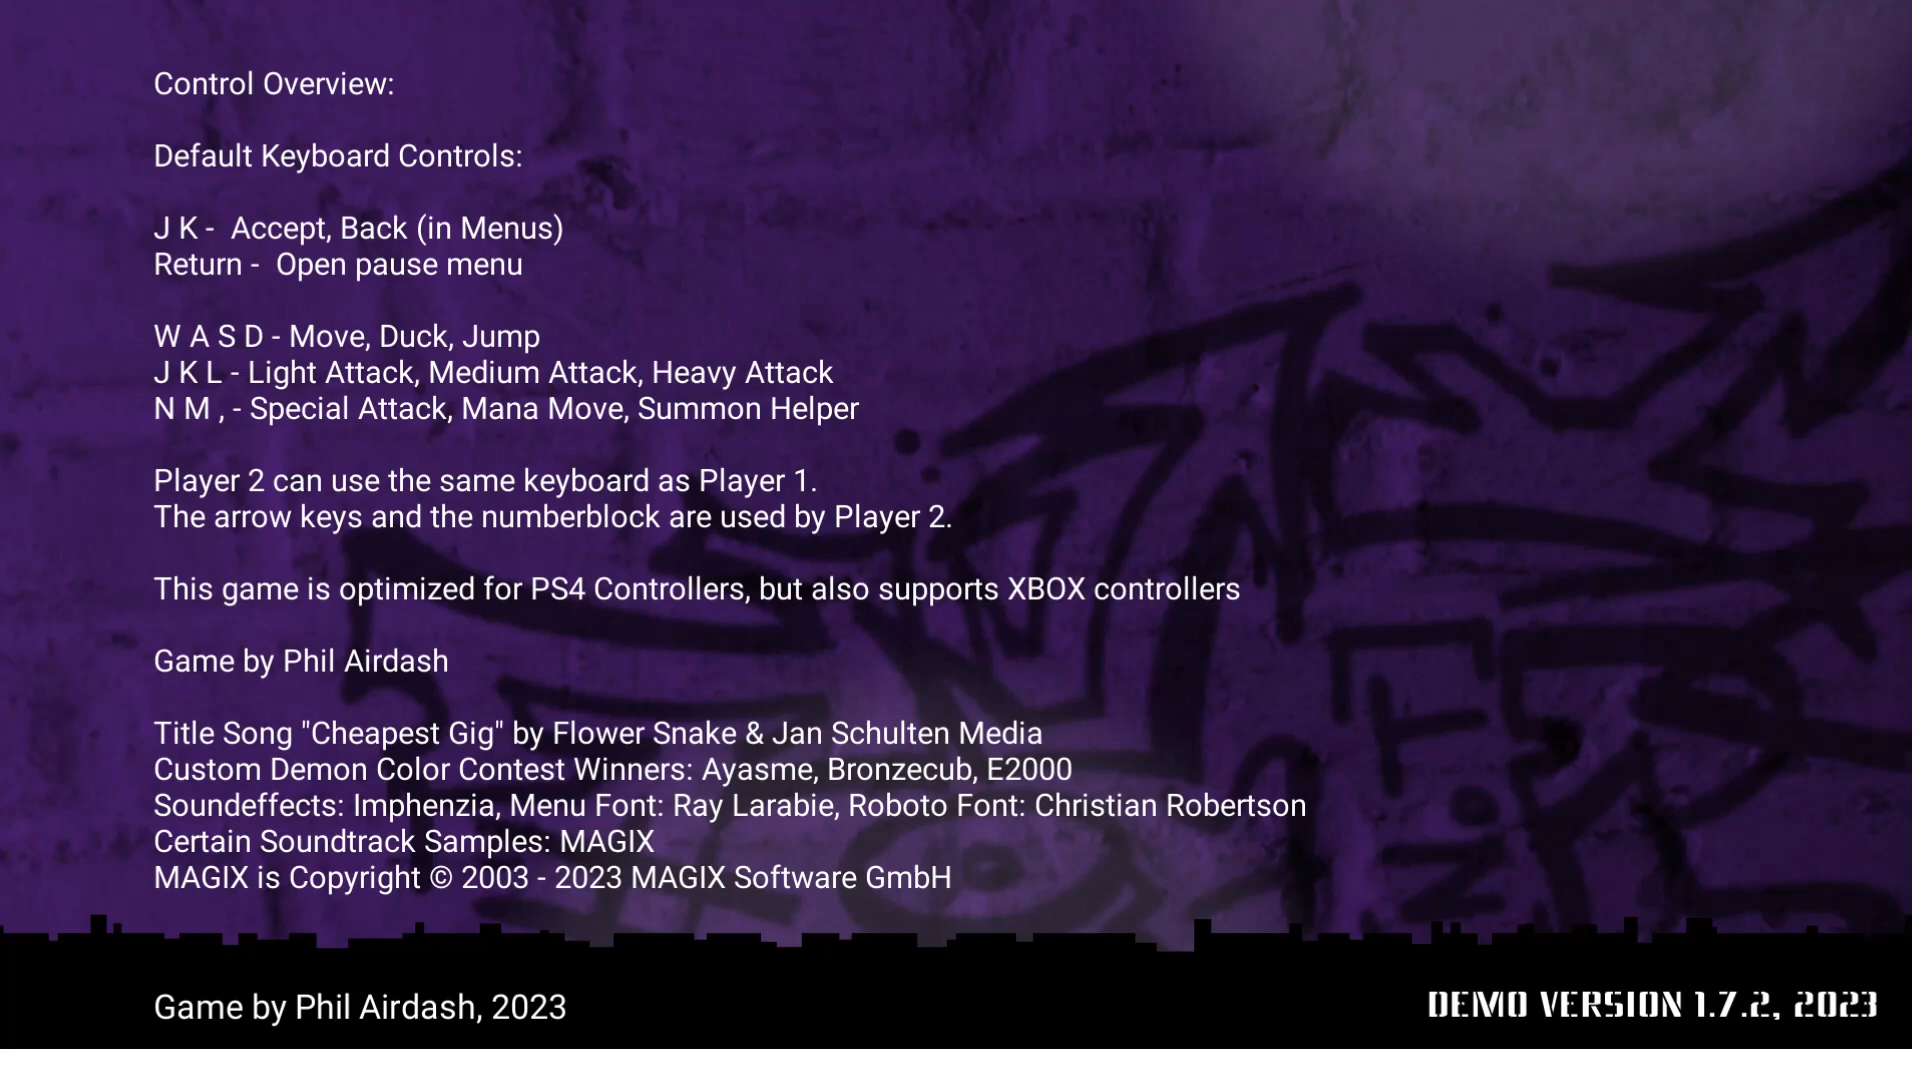 Control Overview:
Default Keyboard Controls:
J K -  Accept, Back (in Menus)
Return -  Open pause menu
W A S D - Move, Duck, Jump
J K L - Light Attack, Medium Attack, Heavy Attack
N M , - Special Attack, Mana Move, Summon Helper
Player 2 can use the same keyboard as Player 1.
The arrow keys and the numberblock are used by Player 2.
This game is optimized for PS4 Controllers, but also supports XBOX controllers
Game by Phil Airdash
Title Song "Cheapest Gig" by Flower Snake & Jan Schulten Media
Custom Demon Color Contest Winners: Ayasme, Bronzecub, E2000
Soundeffects: Imphenzia, Menu Font: Ray Larabie, Roboto Font: Christian Robertson
Certain Soundtrack Samples: MAGIX
MAGIX is Copyright © 2003 - 2023 MAGIX Software GmbH
Game by Phil Airdash, 2023
DEMO VERSION 1.7.2, 2023